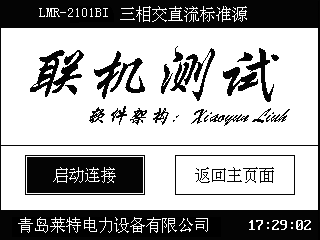 LMR-2101BI 三相交直流标准源
联机测试
软件架构：Xiaoyun Liuh
启动连接 返回主页面
青岛莱特电力设备有限公司 17:29:02